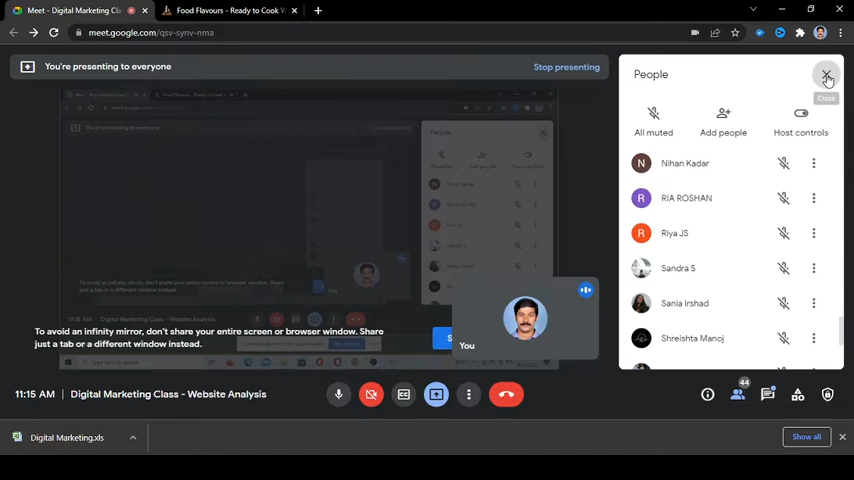 Meet - Digital Marketing Cl
Food Flavours - Ready to Cook
meet.google.com/qsv-synv-nma
You're presenting to everyone
Stop presenting
People
Close
All muted
Add people
Host controls
N
Nihan Kadar
R
RIA ROSHAN
R
Riya JS
Sandra S
Sania Irshad
Shreishta Manoj
To avoid an infinity mirror, don't share your entire screen or browser window. Share
just a tab or a different window instead.
You
11:15 AM | Digital Marketing Class - Website Analysis
44
Digital Marketing.xls
Show all